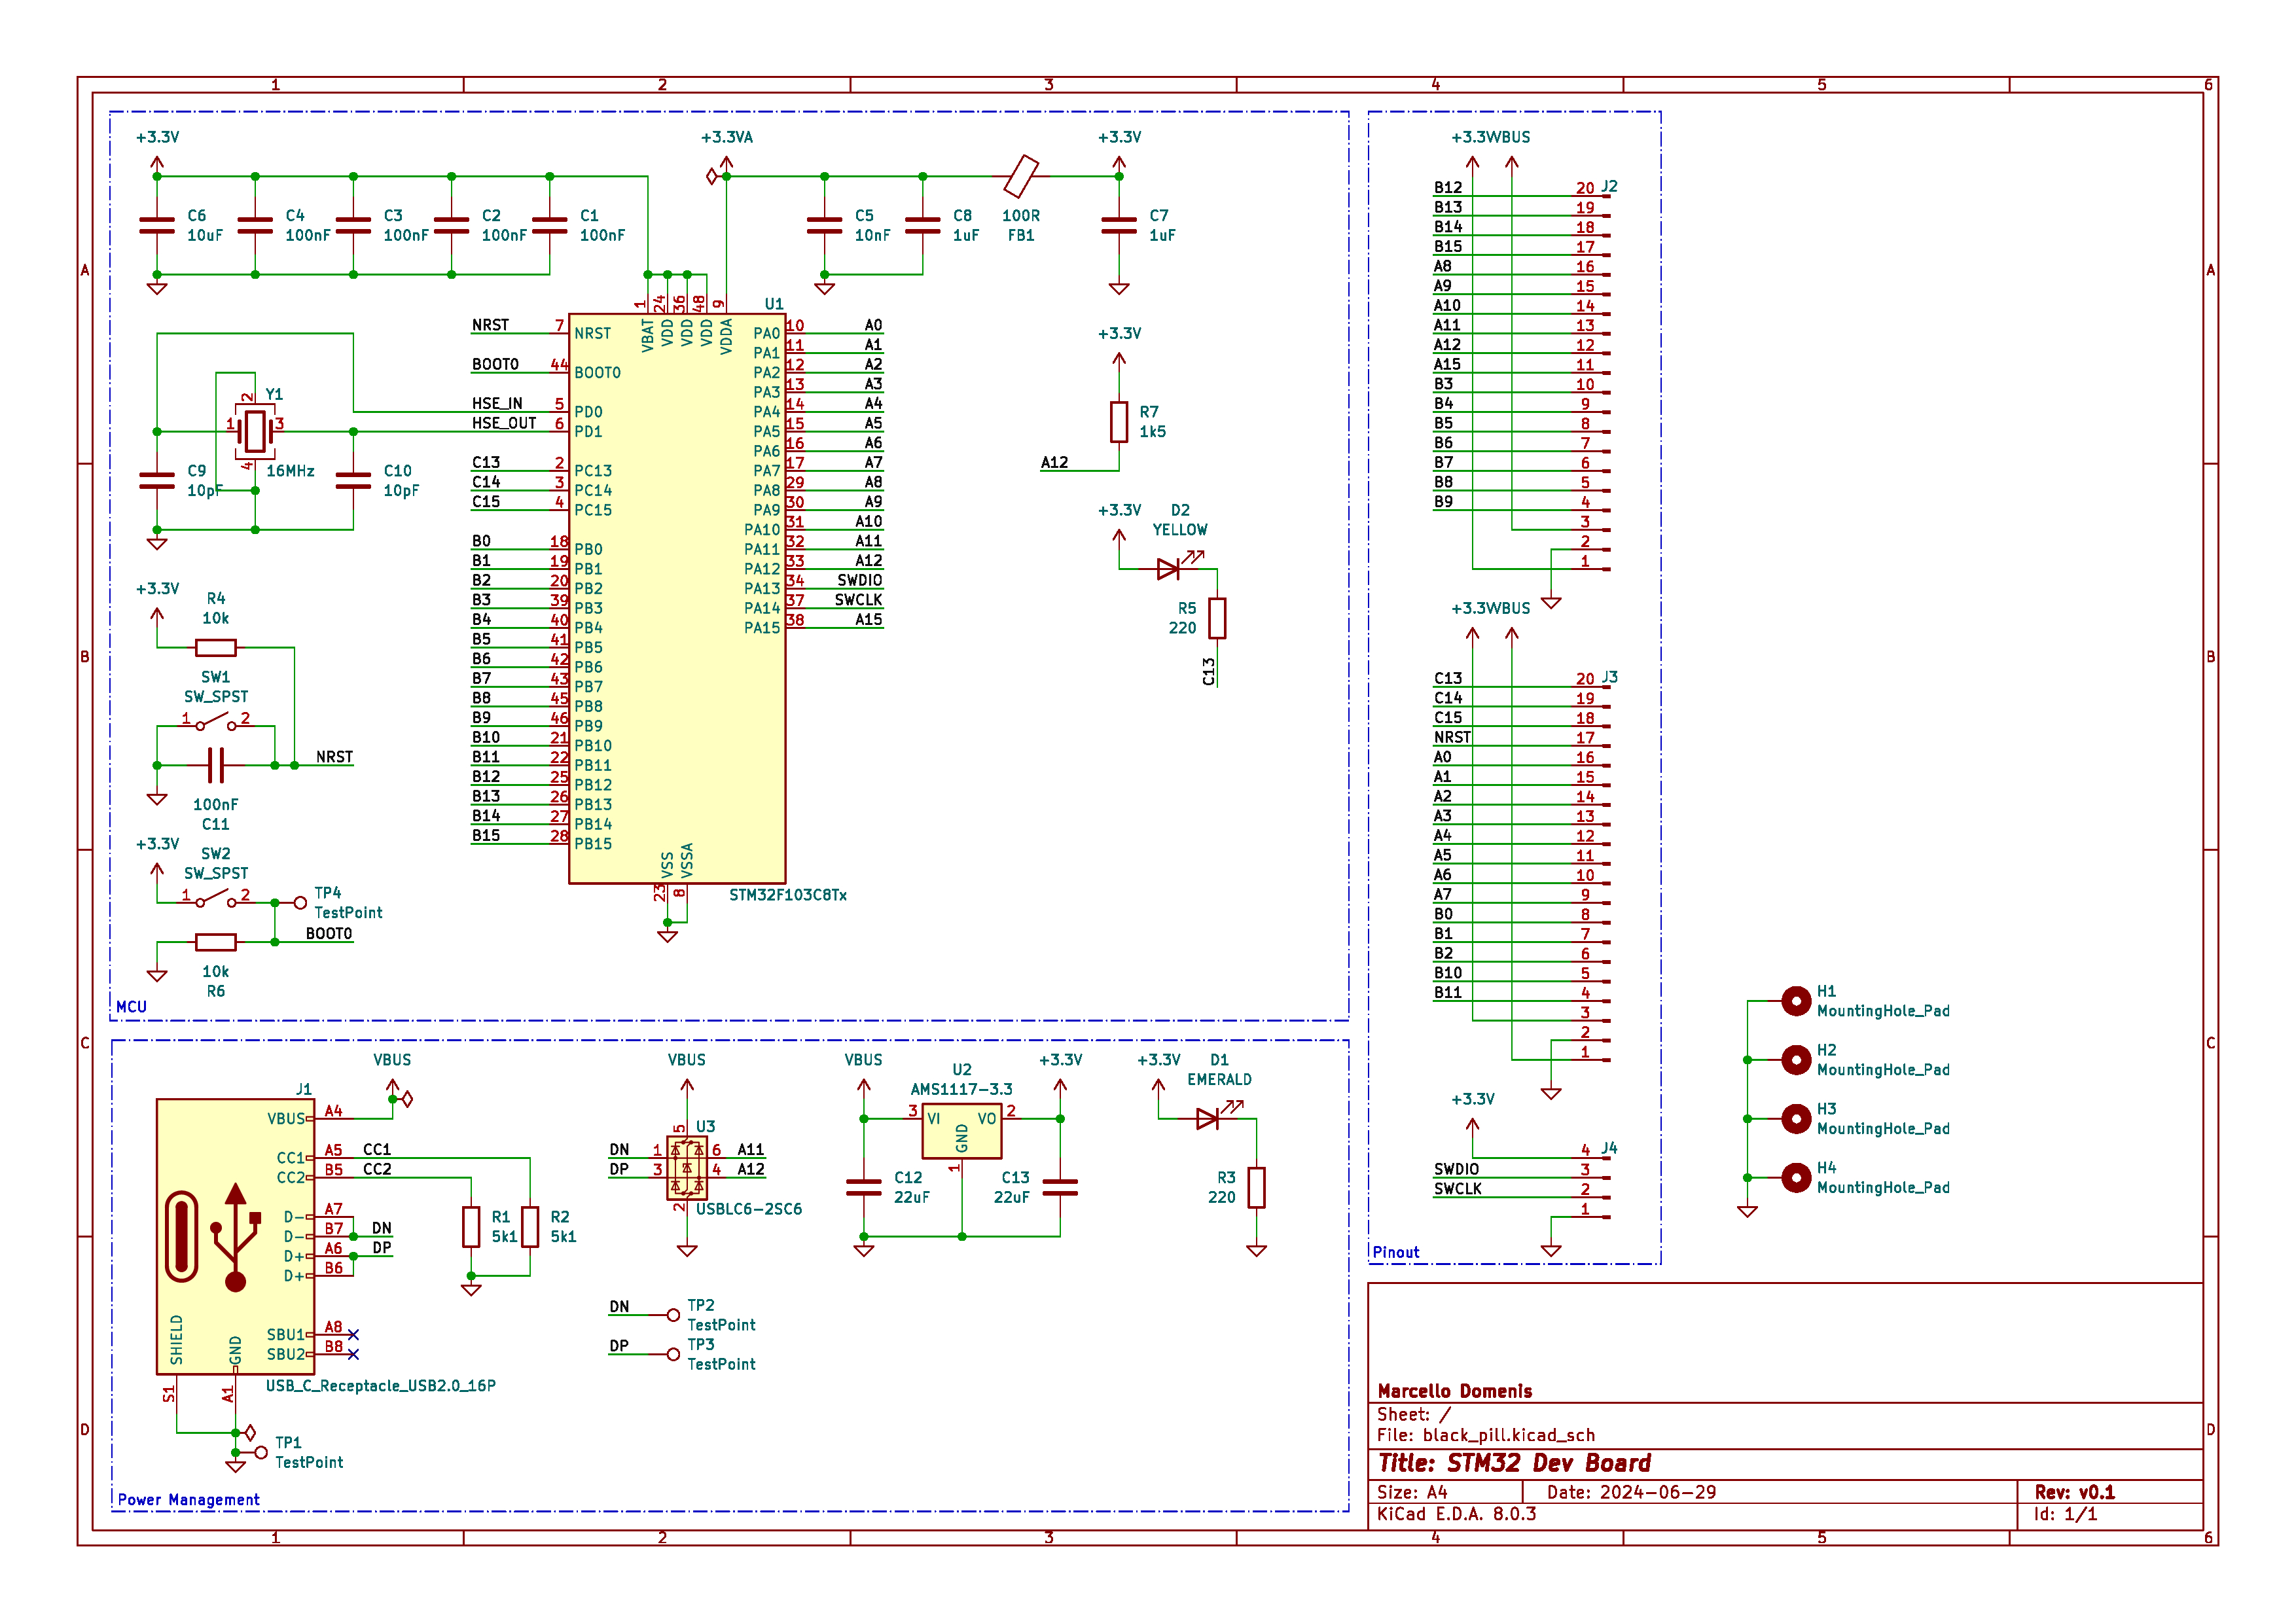 1 2 3 4 5 6
A
B
C
D
+3.3V
+3.3VA
+3.3V
C6
10uF
C4
100nF
C3
100nF
C2
100nF
C1
100nF
C5
10nF
C8
1uF
100R
FB1
C7
1uF
U1
1 24 36 48 9
VBAT VDD VDD VDD VDDA
NRST 7 NRST
BOOT0 44 BOOT0
HSE_IN 5 PD0
HSE_OUT 6 PD1
C13 2 PC13
C14 3 PC14
C15 4 PC15
B0 18 PB0
B1 19 PB1
B2 20 PB2
B3 39 PB3
B4 40 PB4
B5 41 PB5
B6 42 PB6
B7 43 PB7
B8 45 PB8
B9 46 PB9
B10 21 PB10
B11 22 PB11
B12 25 PB12
B13 26 PB13
B14 27 PB14
B15 28 PB15
PA0 10 A0
PA1 11 A1
PA2 12 A2
PA3 13 A3
PA4 14 A4
PA5 15 A5
PA6 16 A6
PA7 17 A7
PA8 29 A8
PA9 30 A9
PA10 31 A10
PA11 32 A11
PA12 33 A12
PA13 34 SWDIO
PA14 37 SWCLK
PA15 38 A15
VSS VSSA
23 8
STM32F103C8Tx
Y1
2
1 3
4
16MHz
C9
10pF
C10
10pF
+3.3V
R4
10k
SW1
SW_SPST
1 2
NRST
100nF
C11
+3.3V
SW2
SW_SPST
1 2
TP4
TestPoint
BOOT0
10k
R6
MCU
+3.3V
R7
1k5
A12
+3.3V
D2
YELLOW
R5
220
C13
+3.3V VBUS
J2
B12 20
B13 19
B14 18
B15 17
A8 16
A9 15
A10 14
A11 13
A12 12
A15 11
B3 10
B4 9
B5 8
B6 7
B7 6
B8 5
B9 4
3
2
1
+3.3V VBUS
J3
C13 20
C14 19
C15 18
NRST 17
A0 16
A1 15
A2 14
A3 13
A4 12
A5 11
A6 10
A7 9
B0 8
B1 7
B2 6
B10 5
B11 4
3
2
1
+3.3V
J4
4
SWDIO 3
SWCLK 2
1
Pinout
H1
MountingHole_Pad
H2
MountingHole_Pad
H3
MountingHole_Pad
H4
MountingHole_Pad
VBUS
J1
VBUS A4
CC1 A5 CC1
CC2 B5 CC2
D- A7
D- B7 DN
D+ A6 DP
D+ B6
SBU1 A8
SBU2 B8
SHIELD
GND
S1
A1
USB_C_Receptacle_USB2.0_16P
TP1
TestPoint
R1
5k1
R2
5k1
VBUS
U3
5
DN 1 6 A11
DP 3 4 A12
2
USBLC6-2SC6
DN TP2
TestPoint
DP TP3
TestPoint
VBUS
U2
AMS1117-3.3
+3.3V
3 VI VO 2
GND
1
C12
22uF
C13
22uF
+3.3V
D1
EMERALD
R3
220
Power Management
Marcello Domenis
Sheet: /
File: black_pill.kicad_sch
Title: STM32 Dev Board
Size: A4 Date: 2024-06-29 Rev: v0.1
KiCad E.D.A. 8.0.3 Id: 1/1
A
B
C
D
1 2 3 4 5 6